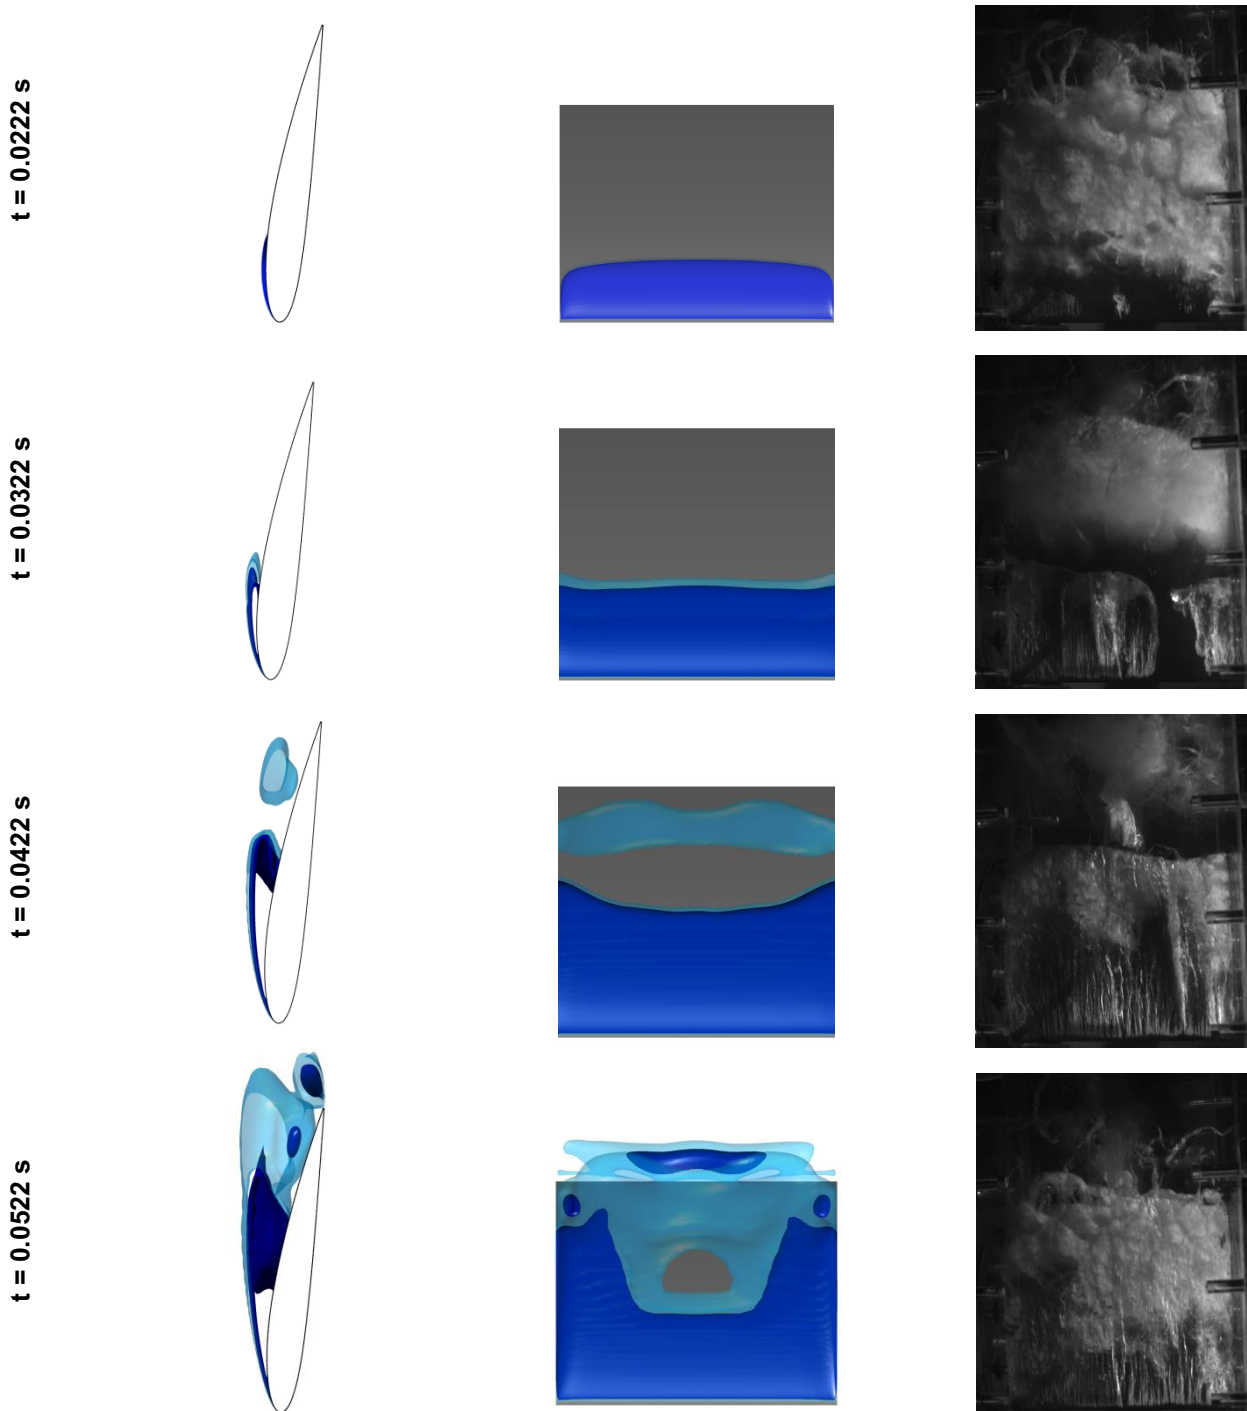 t = 0.0222 s
t = 0.0322 s
t = 0.0422 s
t = 0.0522 s